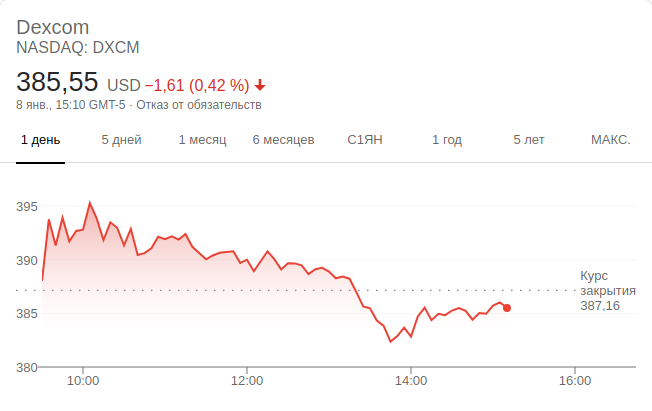 Dexcom
NASDAQ: DXCM
385,55 USD −1,61 (0,42 %)
8 янв., 15:10 GMT-5 · Отказ от обязательств
1 день 5 дней 1 месяц 6 месяцев С1ЯН 1 год 5 лет МАКС.
395
390
Курс
закрытия
387,16
385
380
10:00 12:00 14:00 16:00